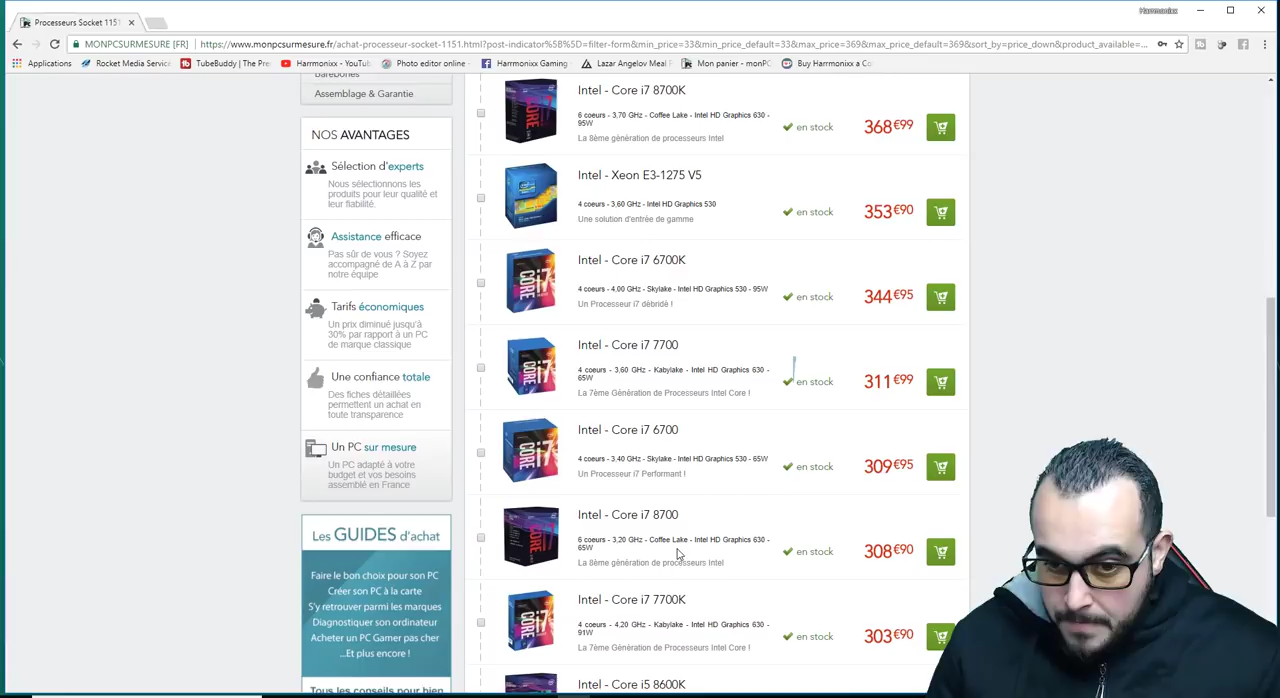 Harmonixx
Processeurs Socket 1151
MONPCSURMESURE [FR]
https://www.monpcsurmesure.fr/achat-processeur-socket-1151.html?post-indicator%5B%5D=filter-form&min_price=33&min_price_default=33&max_price=369&max_price_default=369&sort_by=price_down&product_available=...
Applications
Rocket Media Service
TubeBuddy | The Pre
Harmonixx - YouTub
Photo editor online
Harmonixx Gaming
Lazar Angelov Meal P
Mon panier - monPC
Buy Harmonixx a Co
Barebones
Assemblage & Garantie
NOS AVANTAGES
Sélection d'experts
Nous sélectionnons les
produits pour leur qualité et
leur fiabilité.
Assistance efficace
Pas sûr de vous ? Soyez
accompagné de A à Z par
notre équipe
Tarifs économiques
Un prix diminué jusqu'à
30% par rapport à un PC
de marque classique
Une confiance totale
Des fiches détaillées
permettent un achat en
toute transparence
Un PC sur mesure
Un PC adapté à votre
budget et vos besoins
assemblé en France
Les GUIDES d'achat
Faire le bon choix pour son PC
Créer son PC à la carte
S'y retrouver parmi les marques
Diagnostiquer son ordinateur
Acheter un PC Gamer pas cher
...Et plus encore !
Tous les conseils pour bien
Intel - Core i7 8700K
6 coeurs - 3,70 GHz - Coffee Lake - Intel HD Graphics 630 -
95W
La 8ème génération de processeurs Intel
en stock
368€99
Intel - Xeon E3-1275 V5
4 coeurs - 3,60 GHz - Intel HD Graphics 530
Une solution d'entrée de gamme
en stock
353€90
CORE i7
Intel - Core i7 6700K
4 coeurs - 4.00 GHz - Skylake - Intel HD Graphics 530 - 95W
Un Processeur i7 débridé !
en stock
344€95
CORE i7
Intel - Core i7 7700
4 coeurs - 3,60 GHz - Kabylake - Intel HD Graphics 630 -
65W
La 7ème Génération de Processeurs Intel Core !
en stock
311€99
CORE i7
Intel - Core i7 6700
4 coeurs - 3,40 GHz - Skylake - Intel HD Graphics 530 - 65W
Un Processeur i7 Performant !
en stock
309€95
Intel - Core i7 8700
6 coeurs - 3,20 GHz - Coffee Lake - Intel HD Graphics 630 -
65W
La 8ème génération de processeurs Intel
en stock
308€90
CORE i7
Intel - Core i7 7700K
4 coeurs - 4,20 GHz - Kabylake - Intel HD Graphics 630 -
91W
La 7ème Génération de Processeurs Intel Core !
en stock
303€90
Intel - Core i5 8600K